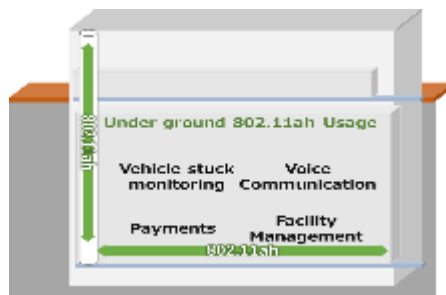 802.11ah
Under ground 802.11ah Usage
Vehicle stuck
monitoring
Voice
Communication
Payments
Facility
Management
802.11ah